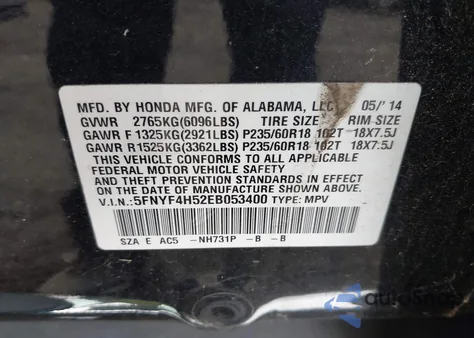 MFD. BY HONDA MFG. OF ALABAMA, LLC 05/'14
GVWR 2765KG(6096LBS) TIRE SIZE RIM SIZE
GAWR F 1325KG(2921LBS) P235/60R18 102T 18X7.5J
GAWR R 1525KG(3362LBS) P235/60R18 102T 18X7.5J
THIS VEHICLE CONFORMS TO ALL APPLICABLE
FEDERAL MOTOR VEHICLE SAFETY
AND THEFT PREVENTION STANDARDS IN EFFECT
ON THE DATE OF MANUFACTURE SHOWN ABOVE.
V.I.N.:5FNYF4H52EB053400 TYPE: MPV
SZA E AC5 -NH731P -B -B